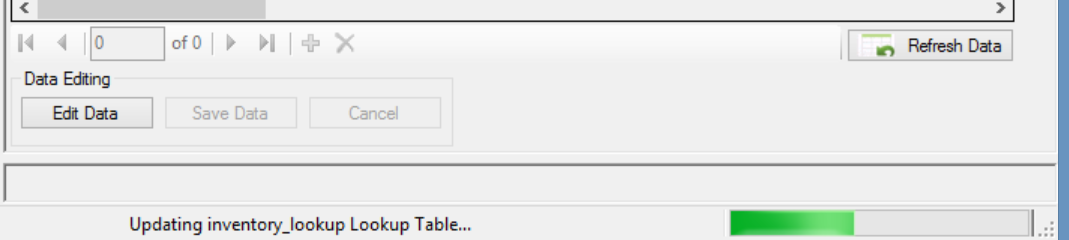 0 of 0 Refresh Data
Data Editing
Edit Data Save Data Cancel
Updating inventory_lookup Lookup Table...